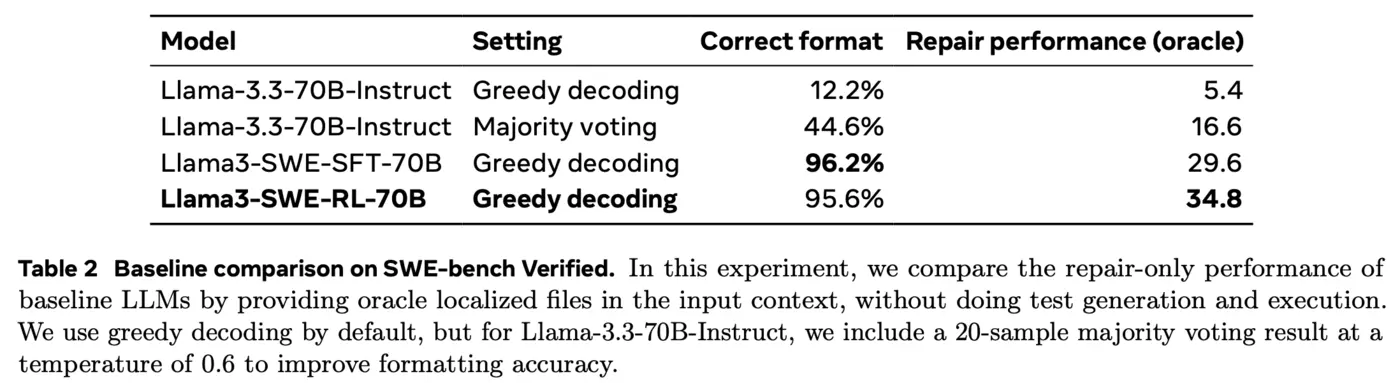 Model Setting Correct format Repair performance (oracle)
Llama-3.3-70B-Instruct Greedy decoding 12.2% 5.4
Llama-3.3-70B-Instruct Majority voting 44.6% 16.6
Llama3-SWE-SFT-70B Greedy decoding 96.2% 29.6
Llama3-SWE-RL-70B Greedy decoding 95.6% 34.8
Table 2 Baseline comparison on SWE-bench Verified. In this experiment, we compare the repair-only performance of
baseline LLMs by providing oracle localized files in the input context, without doing test generation and execution.
We use greedy decoding by default, but for Llama-3.3-70B-Instruct, we include a 20-sample majority voting result at a
temperature of 0.6 to improve formatting accuracy.